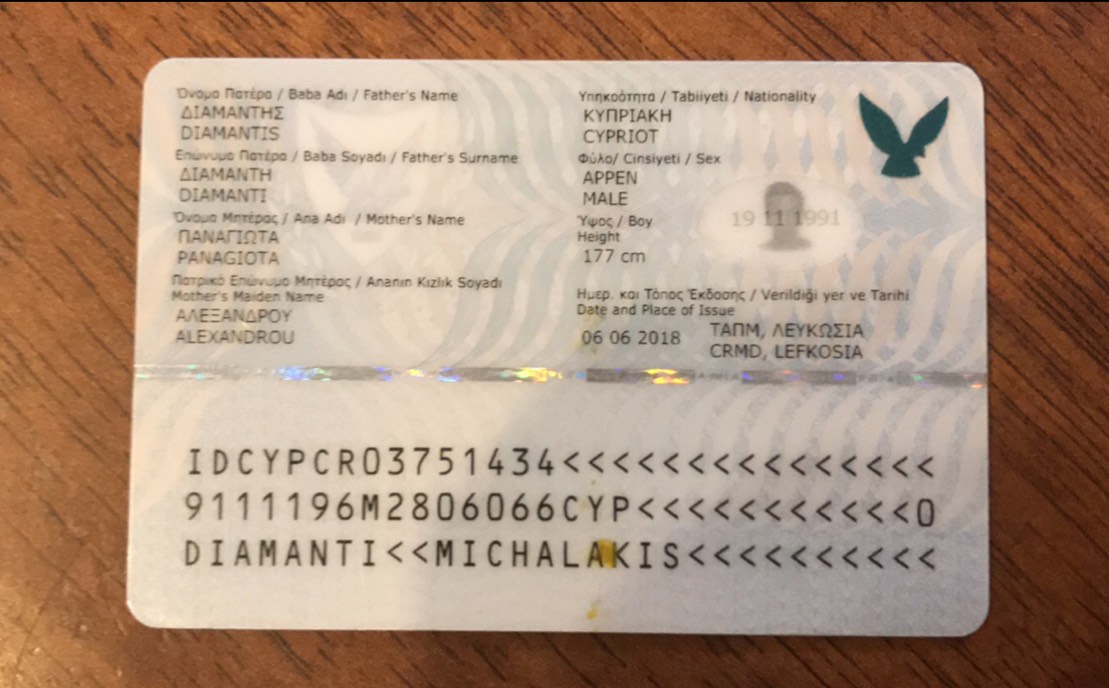 Όνομα Πατέρα / Baba Adı / Father's Name
ΔΙΑΜΑΝΤΗΣ
DIAMANTIS
Επώνυμο Πατέρα / Baba Soyadı / Father's Surname
ΔΙΑΜΑΝΤΗ
DIAMANTI
Όνομα Μητέρας / Ana Adı / Mother's Name
ΠΑΝΑΓΙΩΤΑ
PANAGIOTA
Πατρικό Επώνυμο Μητέρας / Ananın Kızlık Soyadı
Mother's Maiden Name
ΑΛΕΞΑΝΔΡΟΥ
ALEXANDROU
Υπηκοότητα / Tabiiyeti / Nationality
ΚΥΠΡΙΑΚΗ
CYPRIOT
Φύλο/ Cinsiyeti / Sex
ΑΡΡΕΝ
MALE
Ύψος / Boy
Height
177 cm
19 11 1991
Ημερ. και Τόπος Έκδοσης / Verildiği yer ve Tarihi
Date and Place of Issue
06 06 2018 ΤΑΠΜ, ΛΕΥΚΩΣΙΑ
CRMD, LEFKOSIA
IDCYPCR03751434<<<<<<<<<<<<<<<
9111196M2806066CYP<<<<<<<<<<<0
DIAMANTI<<MICHALAKIS<<<<<<<<<<